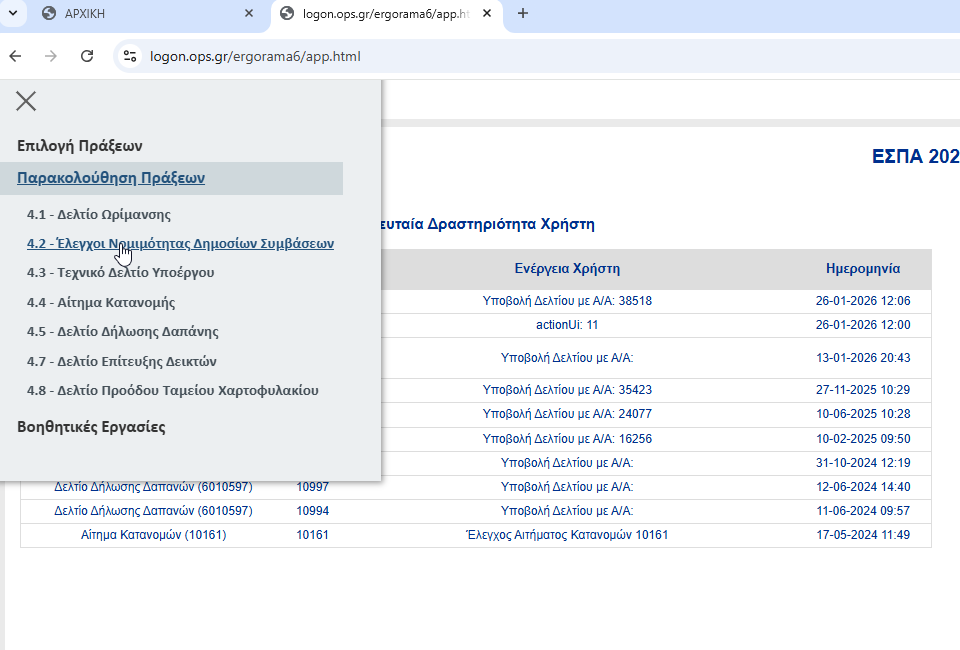 ΑΡΧΙΚΗ
logon.ops.gr/ergorama6/app.ht
logon.ops.gr/ergorama6/app.html
Επιλογή Πράξεων
Παρακολούθηση Πράξεων
4.1 - Δελτίο Ωρίμανσης
4.2 - Έλεγχοι Νομιμότητας Δημοσίων Συμβάσεων
4.3 - Τεχνικό Δελτίο Υποέργου
4.4 - Αίτημα Κατανομής
4.5 - Δελτίο Δήλωσης Δαπάνης
4.7 - Δελτίο Επίτευξης Δεικτών
4.8 - Δελτίο Προόδου Ταμείου Χαρτοφυλακίου
Βοηθητικές Εργασίες
ΕΣΠΑ 202
ευταία Δραστηριότητα Χρήστη
Ενέργεια Χρήστη Ημερομηνία
Υποβολή Δελτίου με Α/Α: 38518 26-01-2026 12:06
actionUi: 11 26-01-2026 12:00
Υποβολή Δελτίου με Α/Α: 13-01-2026 20:43
Υποβολή Δελτίου με Α/Α: 35423 27-11-2025 10:29
Υποβολή Δελτίου με Α/Α: 24077 10-06-2025 10:28
Υποβολή Δελτίου με Α/Α: 16256 10-02-2025 09:50
Υποβολή Δελτίου με Α/Α: 31-10-2024 12:19
Δελτίο Δήλωσης Δαπανών (6010597) 10997 Υποβολή Δελτίου με Α/Α: 12-06-2024 14:40
Δελτίο Δήλωσης Δαπανών (6010597) 10994 Υποβολή Δελτίου με Α/Α: 11-06-2024 09:57
Αίτημα Κατανομών (10161) 10161 Έλεγχος Αιτήματος Κατανομών 10161 17-05-2024 11:49